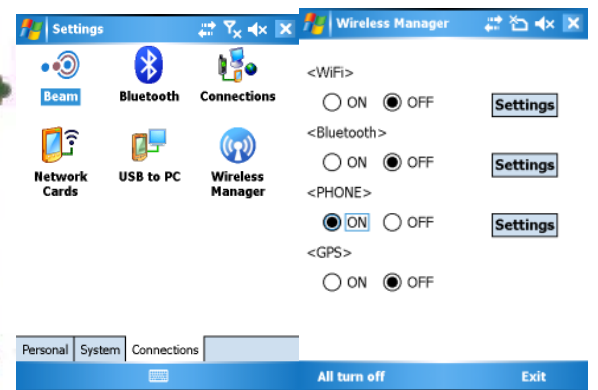 Settings
Beam
Bluetooth
Connections
Network
Cards
USB to PC
Wireless
Manager
Personal
System
Connections
Wireless Manager
<WiFi>
ON OFF
Settings
<Bluetooth>
ON OFF
Settings
<PHONE>
ON OFF
Settings
<GPS>
ON OFF
All turn off
Exit